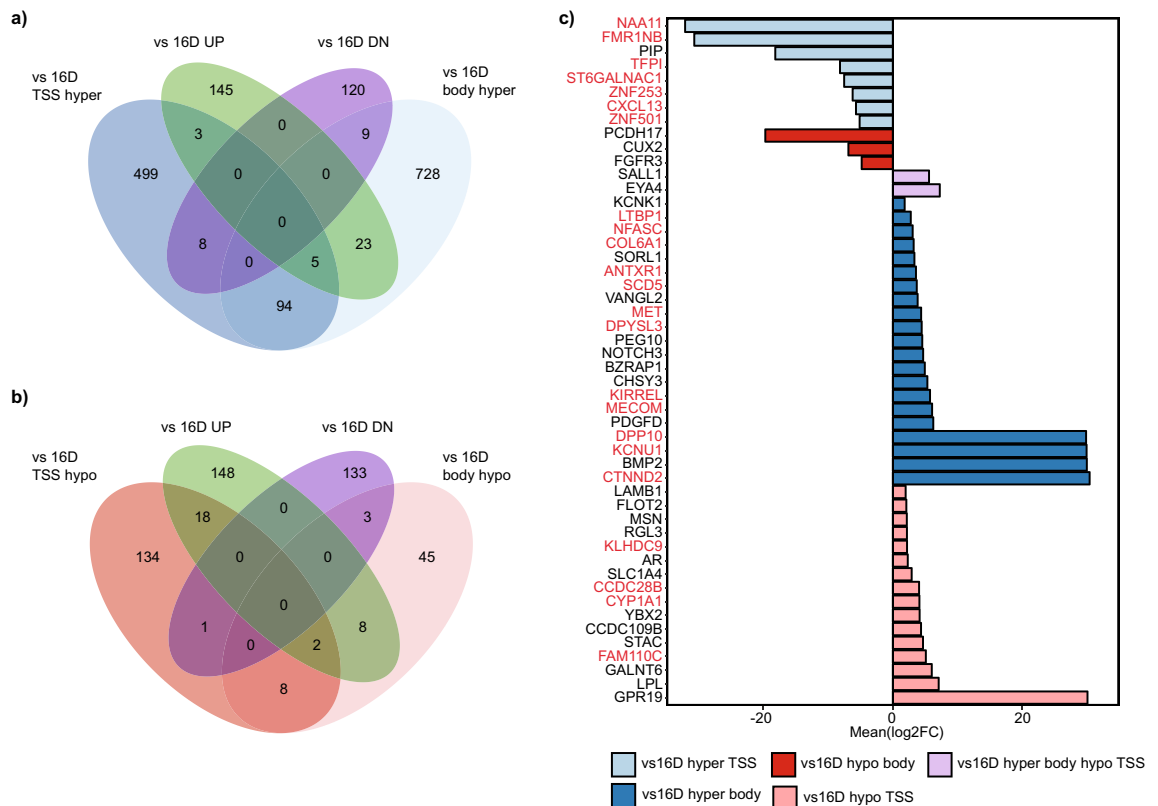 a)
vs 16D UP
vs 16D DN
vs 16D
TSS hyper
vs 16D
body hyper
145
120
0
3
9
499
0
0
728
0
8
0
5
23
94
b)
vs 16D UP
vs 16D DN
vs 16D
TSS hypo
vs 16D
body hypo
148
133
0
18
3
134
0
0
45
0
1
0
2
8
8
c)
NAA11
FMR1NB
PIP
TFPI
ST6GALNAC1
ZNF253
CXCL13
ZNF501
PCDH17
CUX2
FGFR3
SALL1
EYA4
KCNK1
LTBP1
NFASC
COL6A1
SORL1
ANTXR1
SCD5
VANGL2
MET
DPYSL3
PEG10
NOTCH3
BZRAP1
CHSY3
KIRREL
MECOM
PDGFD
DPP10
KCNU1
BMP2
CTNND2
LAMB1
FLOT2
MSN
RGL3
KLHDC9
AR
SLC1A4
CCDC28B
CYP1A1
YBX2
CCDC109B
STAC
FAM110C
GALNT6
LPL
GPR19
-20 0 20
Mean(log2FC)
vs16D hyper TSS
vs16D hypo body
vs16D hyper body hypo TSS
vs16D hyper body
vs16D hypo TSS